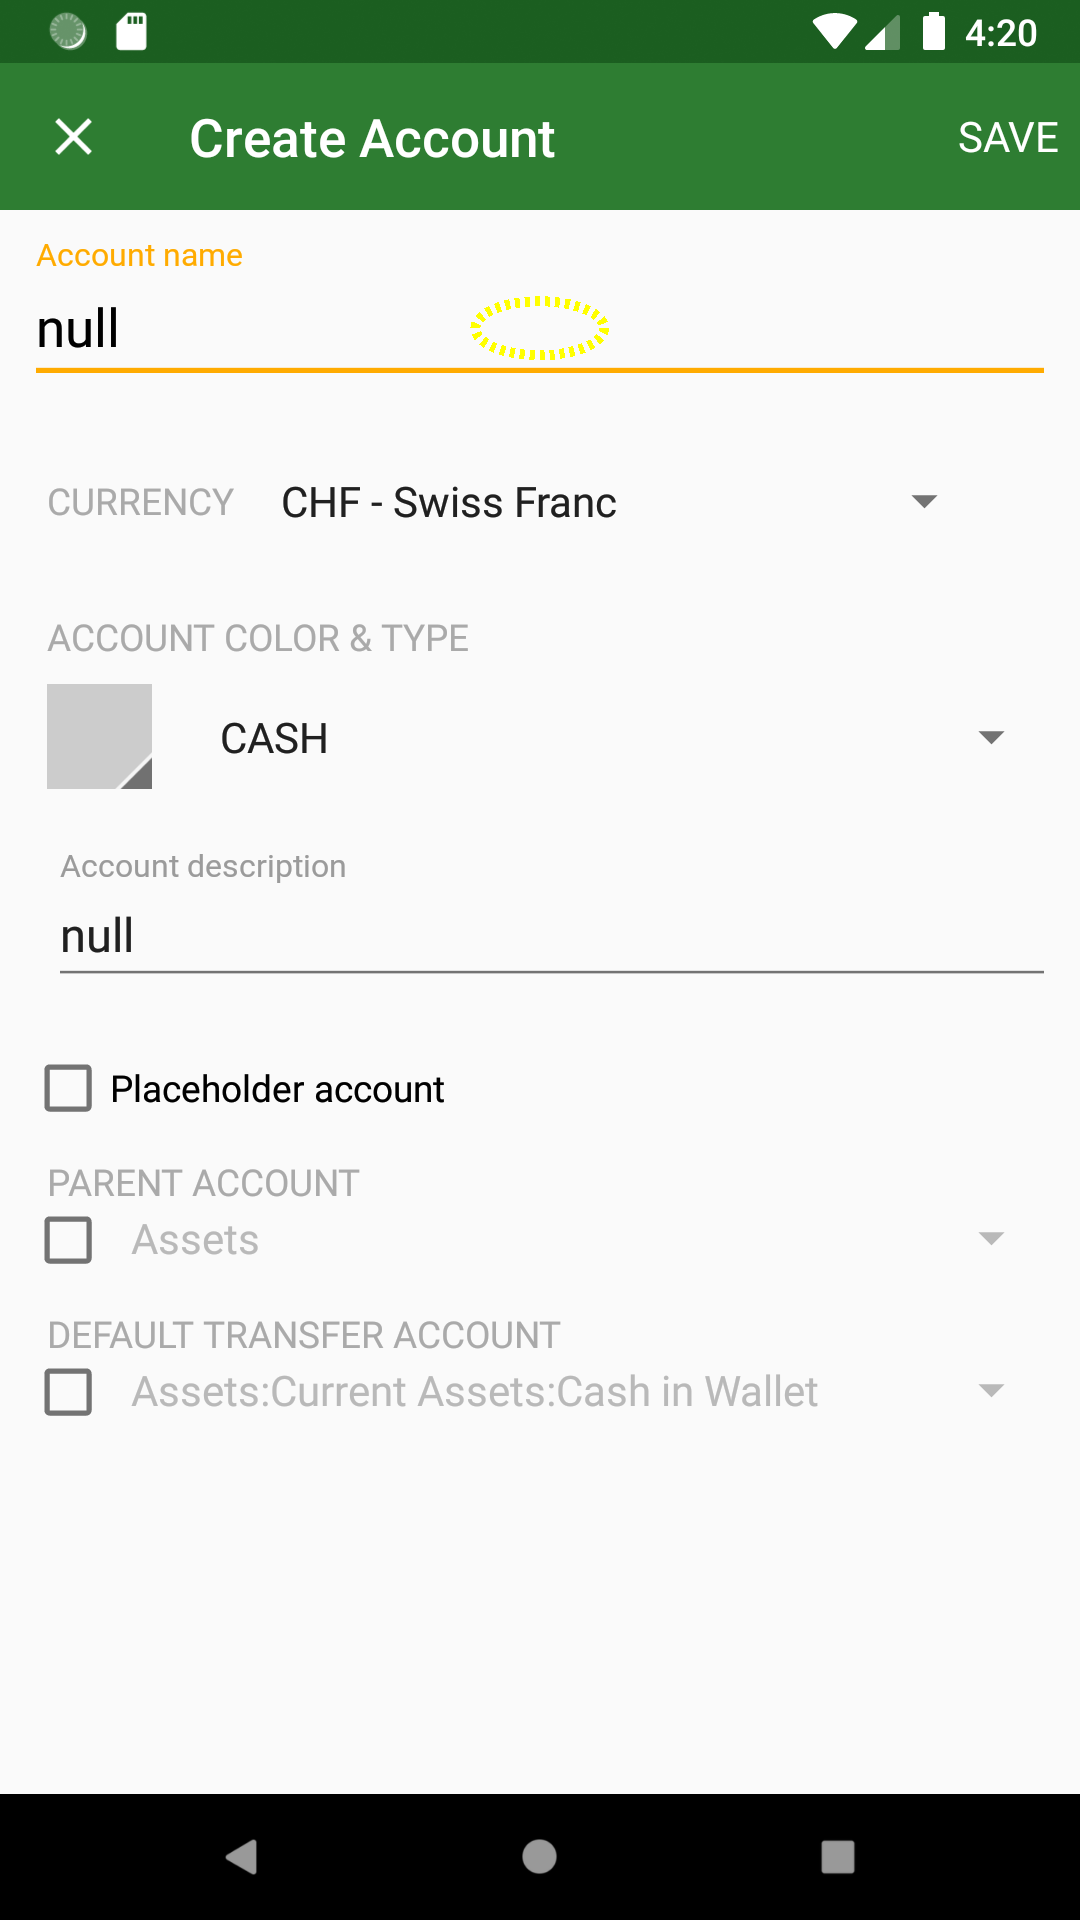 4:20
Create Account
SAVE
Account name
null
CURRENCY
CHF - Swiss Franc
ACCOUNT COLOR & TYPE
CASH
Account description
null
Placeholder account
PARENT ACCOUNT
Assets
DEFAULT TRANSFER ACCOUNT
Assets:Current Assets:Cash in Wallet